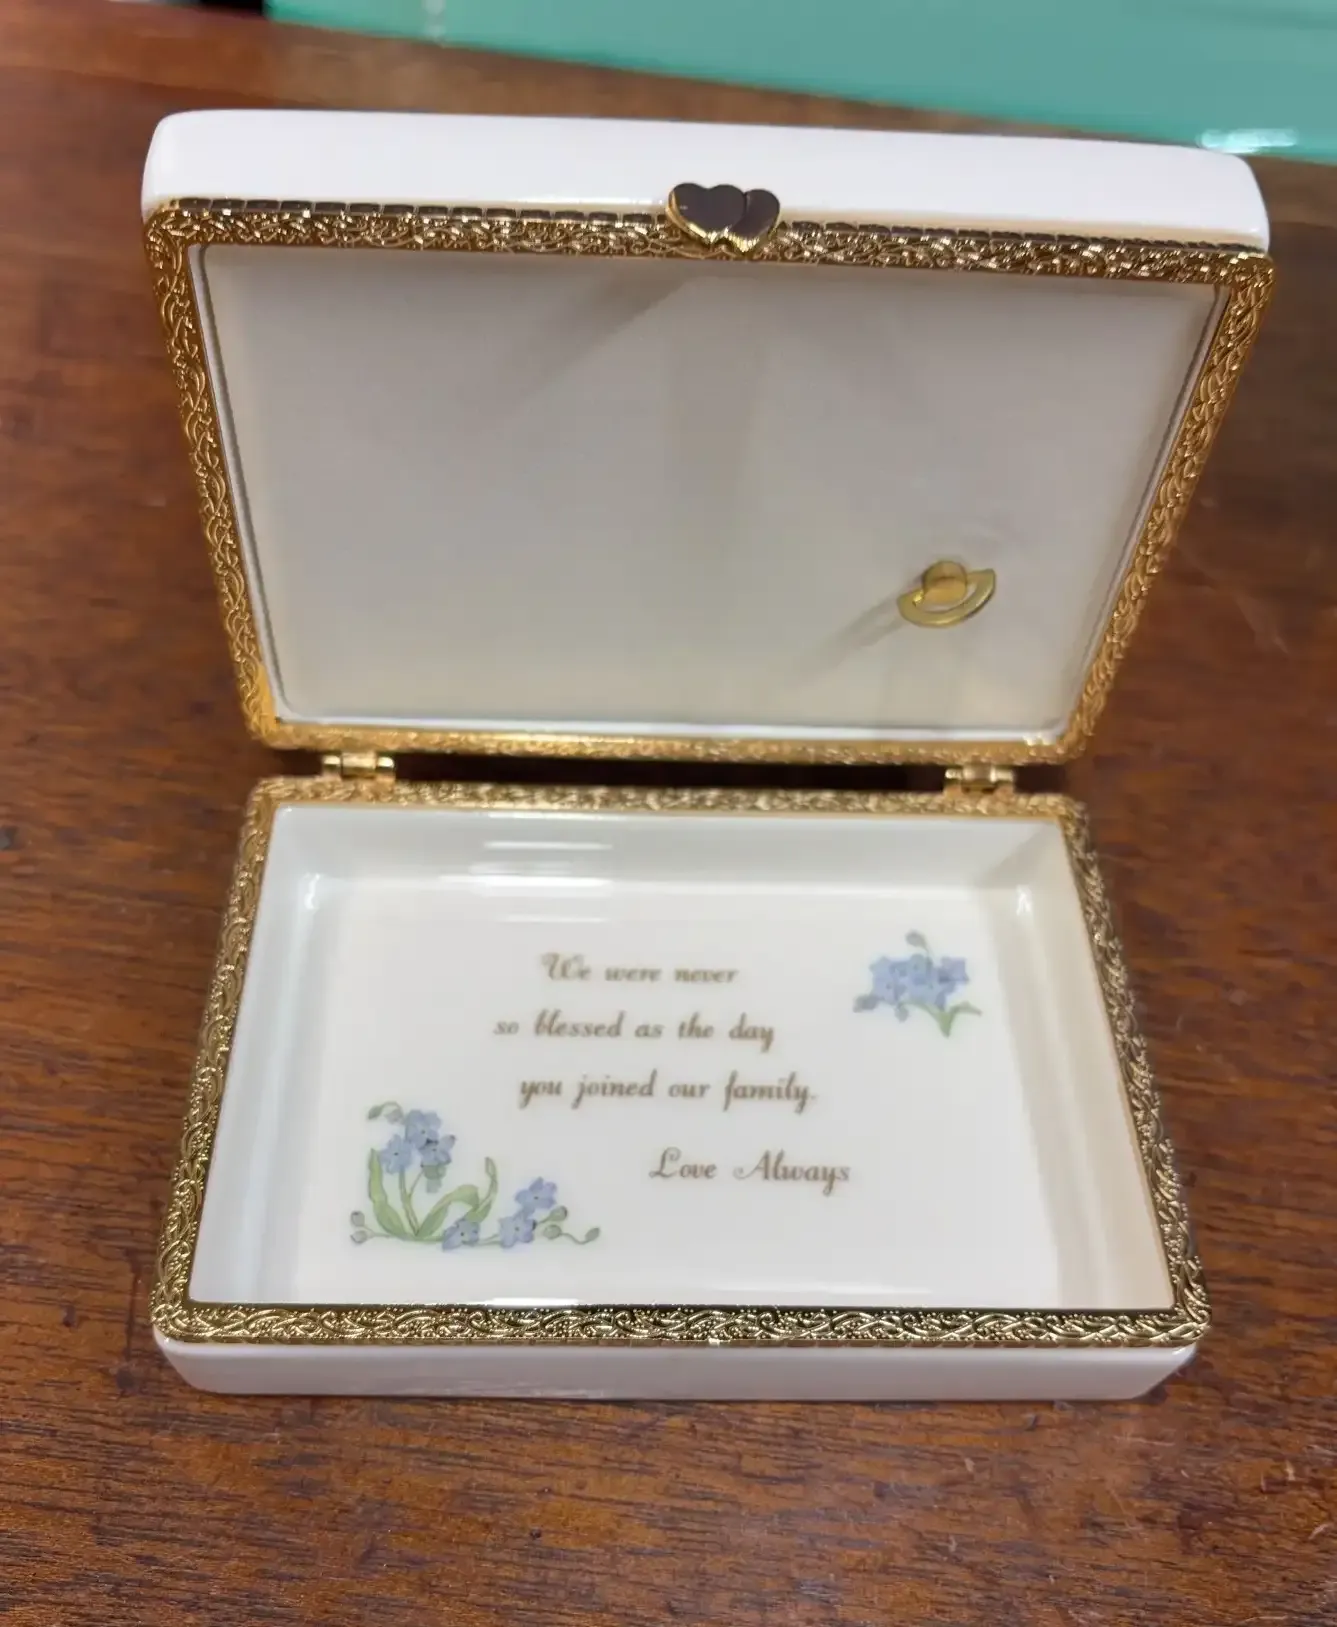 We were never
so blessed as the day
you joined our family.
Love Always